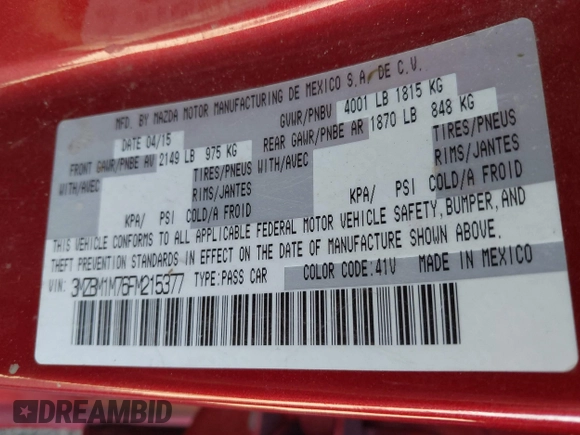 MFD. BY MAZDA MOTOR MANUFACTURING DE MEXICO S.A. DE C.V.
DATE 04/15 GVWR/PNBV 4001 LB 1815 KG
FRONT GAWR/PNBE AV 2149 LB 975 KG REAR GAWR/PNBE AR 1870 LB 848 KG
WITH/AVEC TIRES/PNEUS WITH/AVEC TIRES/PNEUS
RIMS/JANTES RIMS/JANTES
KPA/ PSI COLD/A FROID KPA/ PSI COLD/A FROID
THIS VEHICLE CONFORMS TO ALL APPLICABLE FEDERAL MOTOR VEHICLE SAFETY, BUMPER, AND
THEFT PREVENTION STANDARDS IN EFFECT ON THE DATE OF MANUFACTURE SHOWN ABOVE.
VIN: 3MZBM1M76FM215377 TYPE:PASS CAR COLOR CODE:41V MADE IN MEXICO
DREAMBID